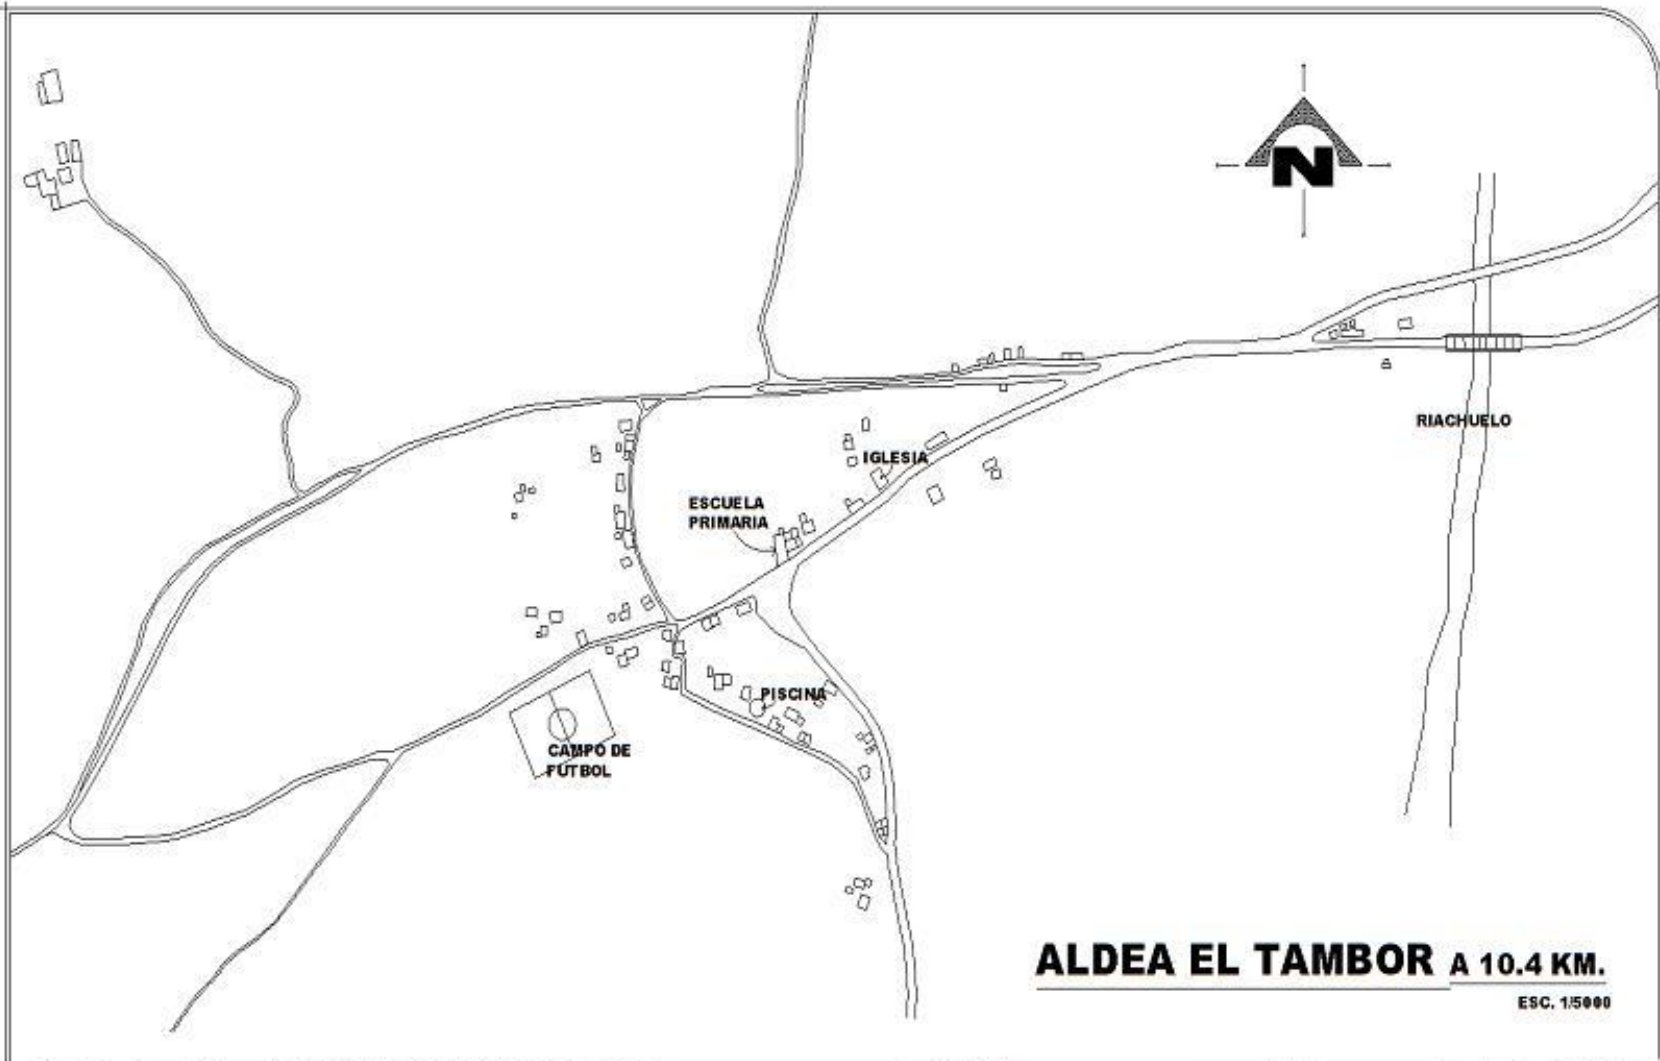 N
RIACHUELO
IGLESIA
ESCUELA
PRIMARIA
PISCINA
CAMPO DE
FUTBOL
ALDEA EL TAMBOR A 10.4 KM.
ESC. 1/5000